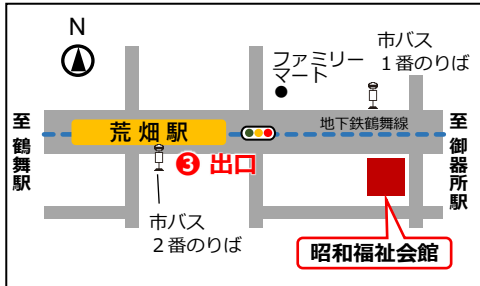 N
ファミリー
マート
市バス
1番のりば
至 鶴舞駅
荒畑駅
地下鉄鶴舞線
至 御器所駅
❸ 出口
市バス
2番のりば
昭和福祉会館